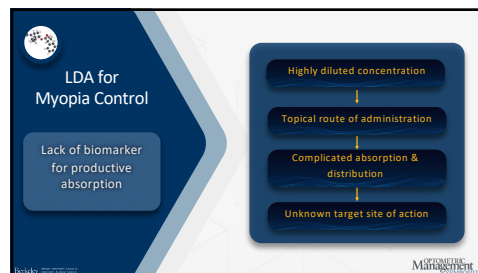 LDA for
Myopia Control
Lack of biomarker
for productive
absorption
Highly diluted concentration
Topical route of administration
Complicated absorption &
distribution
Unknown target site of action
Berkeley
OPTOMETRIC
Management